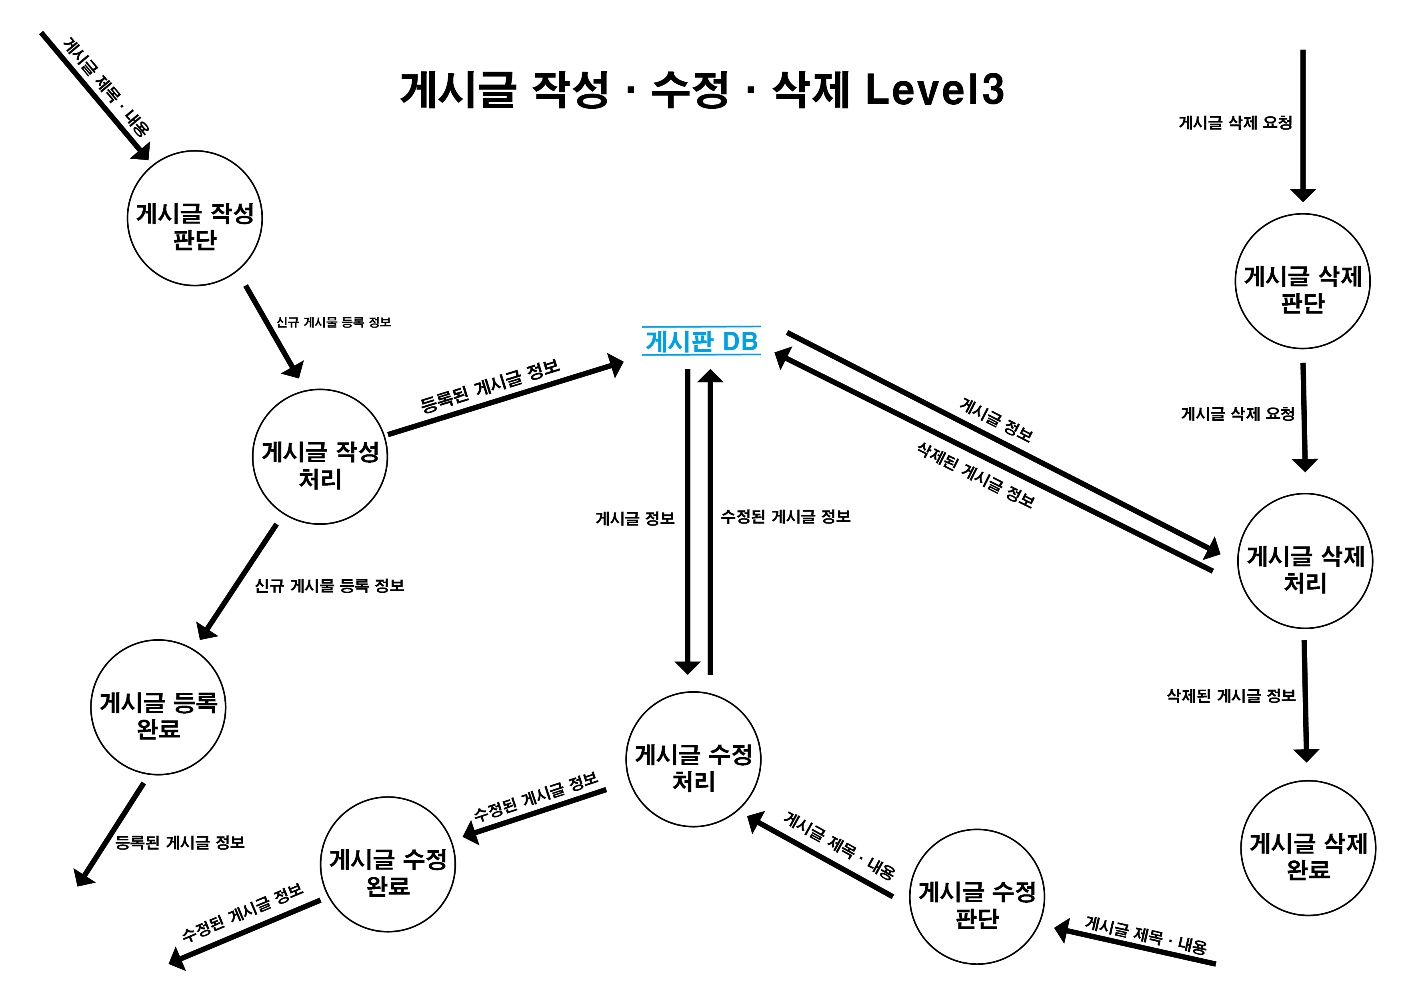 게시글 작성 · 수정 · 삭제 Level3
게시글 제목 · 내용
게시글 작성
판단
신규 게시물 등록 정보
게시글 작성
처리
등록된 게시글 정보
신규 게시물 등록 정보
게시글 등록
완료
등록된 게시글 정보
게시판 DB
게시글 정보
수정된 게시글 정보
게시글 수정
처리
수정된 게시글 정보
게시글 수정
완료
수정된 게시글 정보
게시글 제목 · 내용
게시글 수정
판단
게시글 제목 · 내용
게시글 정보
삭제된 게시글 정보
게시글 삭제 요청
게시글 삭제
판단
게시글 삭제 요청
게시글 삭제
처리
삭제된 게시글 정보
게시글 삭제
완료